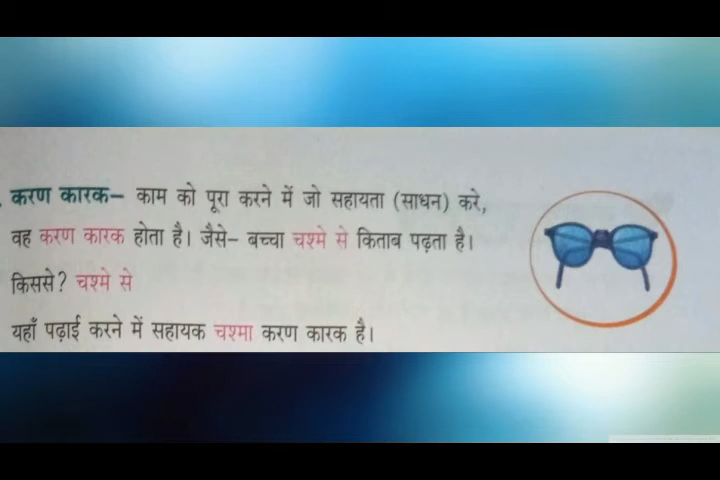 करण कारक– काम को पूरा करने में जो सहायता (साधन) करे,
वह करण कारक होता है। जैसे– बच्चा चश्मे से किताब पढ़ता है।
किससे? चश्मे से
यहाँ पढ़ाई करने में सहायक चश्मा करण कारक है।